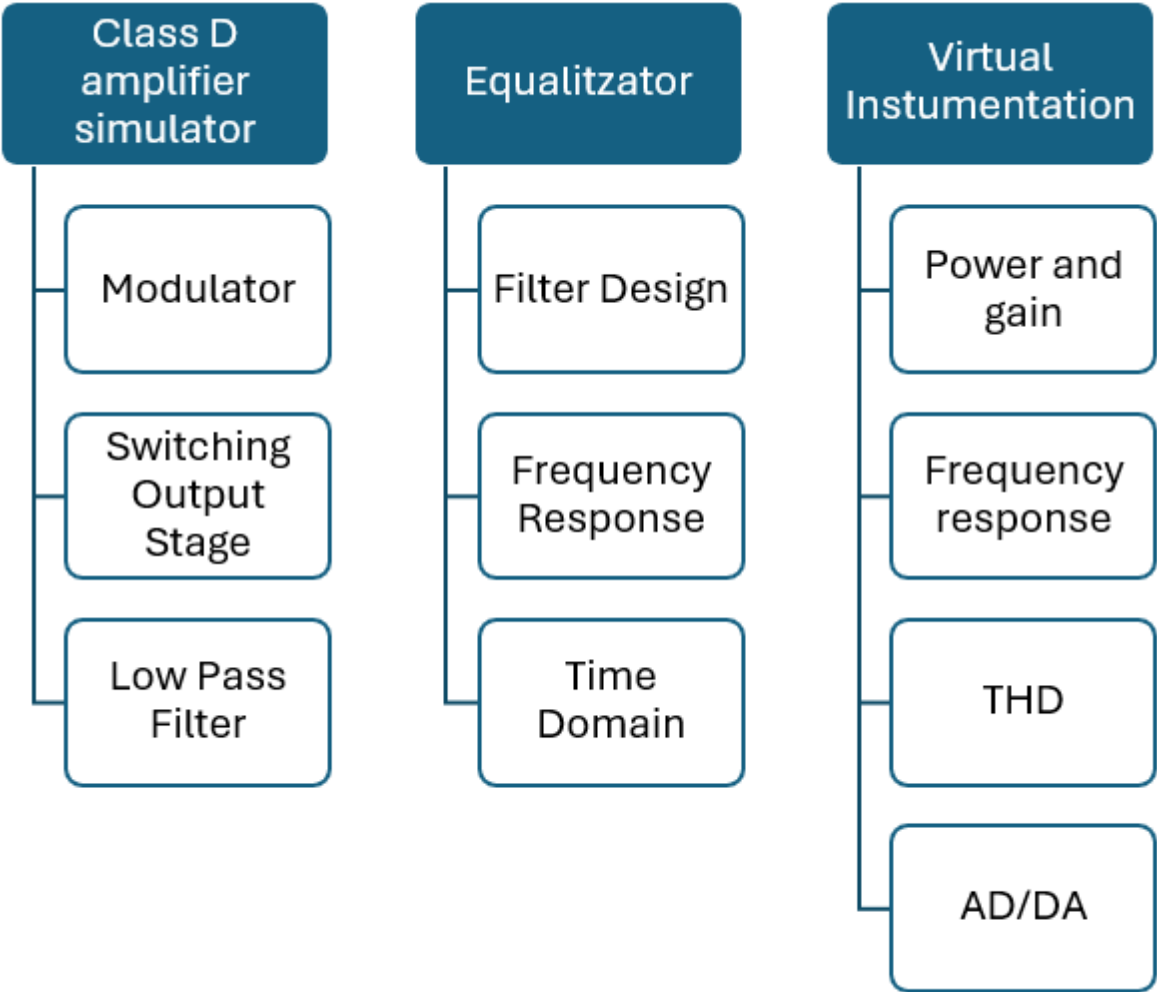 Class D
amplifier
simulator
Modulator
Switching
Output
Stage
Low Pass
Filter
Equalitzator
Filter Design
Frequency
Response
Time
Domain
Virtual
Instumentation
Power and
gain
Frequency
response
THD
AD/DA